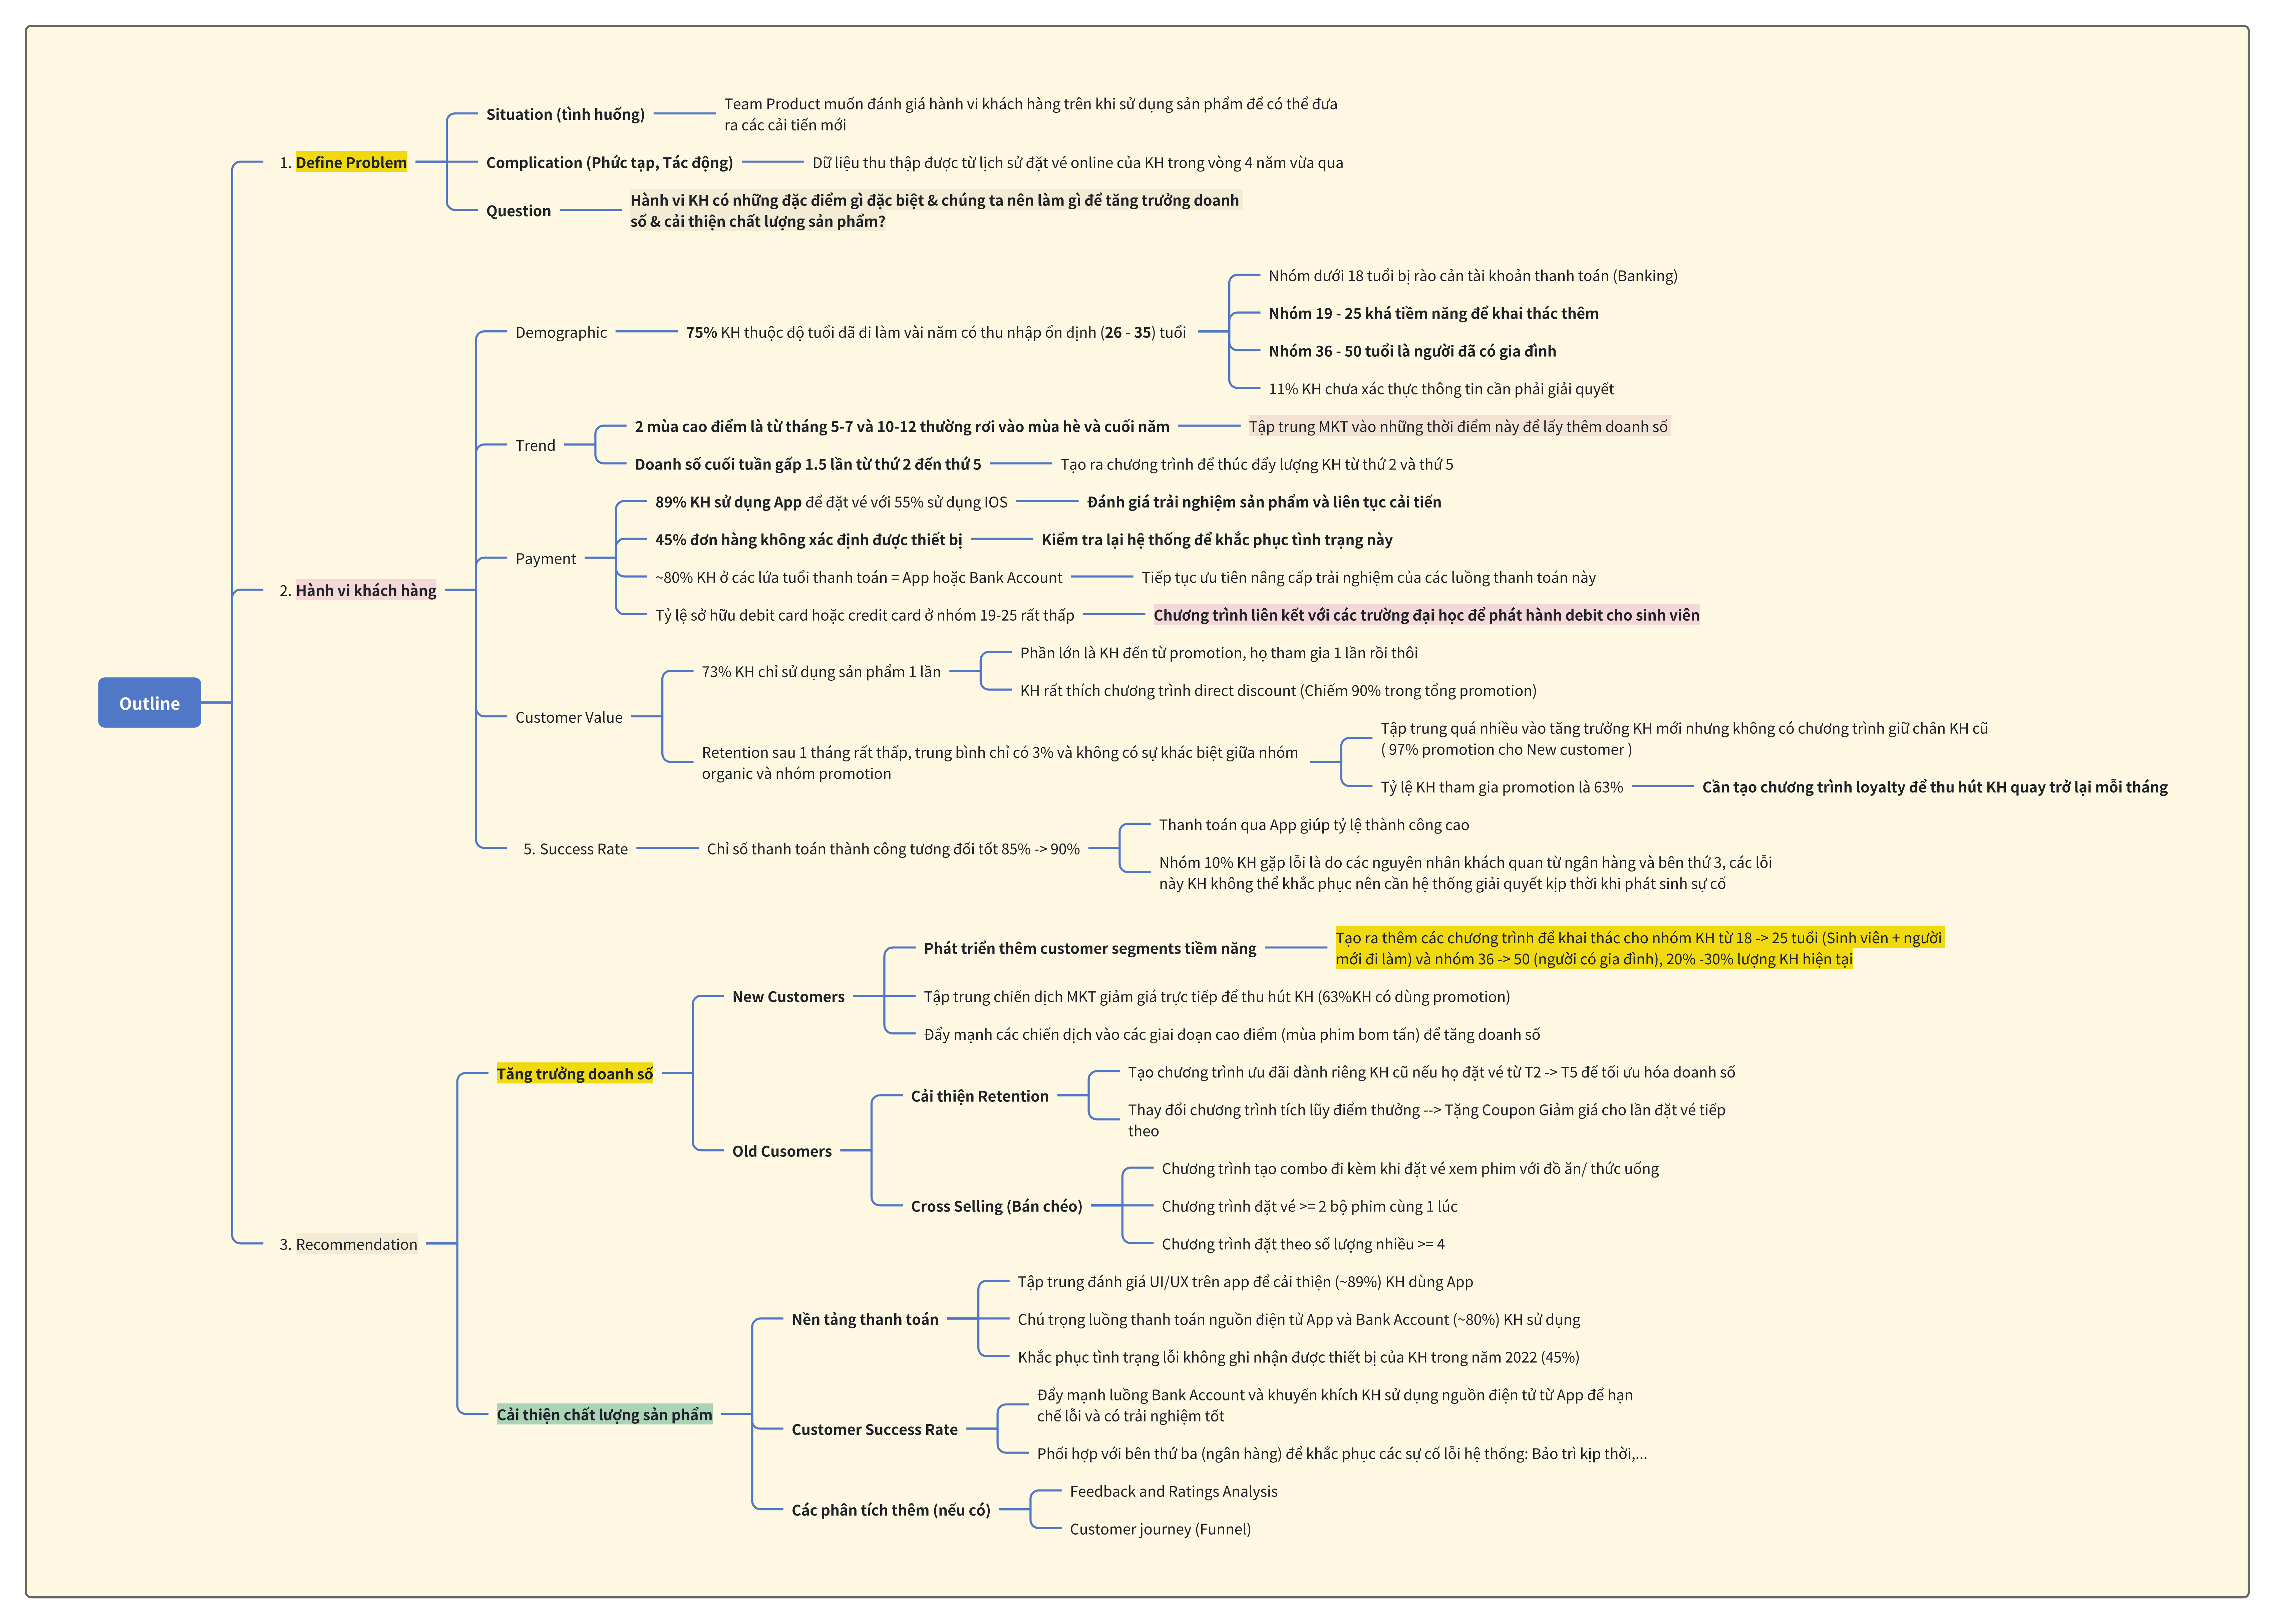 Outline
1. Define Problem
Situation (tình huống)
Team Product muốn đánh giá hành vi khách hàng trên khi sử dụng sản phẩm để có thể đưa
ra các cải tiến mới
Complication (Phức tạp, Tác động)
Dữ liệu thu thập được từ lịch sử đặt vé online của KH trong vòng 4 năm vừa qua
Question
Hành vi KH có những đặc điểm gì đặc biệt & chúng ta nên làm gì để tăng trưởng doanh
số & cải thiện chất lượng sản phẩm?
2. Hành vi khách hàng
Demographic
75% KH thuộc độ tuổi đã đi làm vài năm có thu nhập ổn định (26 - 35) tuổi
Nhóm dưới 18 tuổi bị rào cản tài khoản thanh toán (Banking)
Nhóm 19 - 25 khá tiềm năng để khai thác thêm
Nhóm 36 - 50 tuổi là người đã có gia đình
11% KH chưa xác thực thông tin cần phải giải quyết
Trend
2 mùa cao điểm là từ tháng 5-7 và 10-12 thường rơi vào mùa hè và cuối năm
Tập trung MKT vào những thời điểm này để lấy thêm doanh số
Doanh số cuối tuần gấp 1.5 lần từ thứ 2 đến thứ 5
Tạo ra chương trình để thúc đẩy lượng KH từ thứ 2 và thứ 5
Payment
89% KH sử dụng App để đặt vé với 55% sử dụng IOS
Đánh giá trải nghiệm sản phẩm và liên tục cải tiến
45% đơn hàng không xác định được thiết bị
Kiểm tra lại hệ thống để khắc phục tình trạng này
~80% KH ở các lứa tuổi thanh toán = App hoặc Bank Account
Tiếp tục ưu tiên nâng cấp trải nghiệm của các luồng thanh toán này
Tỷ lệ sở hữu debit card hoặc credit card ở nhóm 19-25 rất thấp
Chương trình liên kết với các trường đại học để phát hành debit cho sinh viên
Customer Value
73% KH chỉ sử dụng sản phẩm 1 lần
Phần lớn là KH đến từ promotion, họ tham gia 1 lần rồi thôi
KH rất thích chương trình direct discount (Chiếm 90% trong tổng promotion)
Retention sau 1 tháng rất thấp, trung bình chỉ có 3% và không có sự khác biệt giữa nhóm
organic và nhóm promotion
Tập trung quá nhiều vào tăng trưởng KH mới nhưng không có chương trình giữ chân KH cũ
( 97% promotion cho New customer )
Tỷ lệ KH tham gia promotion là 63%
Cần tạo chương trình loyalty để thu hút KH quay trở lại mỗi tháng
5. Success Rate
Chỉ số thanh toán thành công tương đối tốt 85% -> 90%
Thanh toán qua App giúp tỷ lệ thành công cao
Nhóm 10% KH gặp lỗi là do các nguyên nhân khách quan từ ngân hàng và bên thứ 3, các lỗi
này KH không thể khắc phục nên cần hệ thống giải quyết kịp thời khi phát sinh sự cố
3. Recommendation
Tăng trưởng doanh số
New Customers
Phát triển thêm customer segments tiềm năng
Tạo ra thêm các chương trình để khai thác cho nhóm KH từ 18 -> 25 tuổi (Sinh viên + người
mới đi làm) và nhóm 36 -> 50 (người có gia đình), 20% -30% lượng KH hiện tại
Tập trung chiến dịch MKT giảm giá trực tiếp để thu hút KH (63%KH có dùng promotion)
Đẩy mạnh các chiến dịch vào các giai đoạn cao điểm (mùa phim bom tấn) để tăng doanh số
Old Cusomers
Cải thiện Retention
Tạo chương trình ưu đãi dành riêng KH cũ nếu họ đặt vé từ T2 -> T5 để tối ưu hóa doanh số
Thay đổi chương trình tích lũy điểm thưởng --> Tặng Coupon Giảm giá cho lần đặt vé tiếp
theo
Cross Selling (Bán chéo)
Chương trình tạo combo đi kèm khi đặt vé xem phim với đồ ăn/ thức uống
Chương trình đặt vé >= 2 bộ phim cùng 1 lúc
Chương trình đặt theo số lượng nhiều >= 4
Cải thiện chất lượng sản phẩm
Nền tảng thanh toán
Tập trung đánh giá UI/UX trên app để cải thiện (~89%) KH dùng App
Chú trọng luồng thanh toán nguồn điện tử App và Bank Account (~80%) KH sử dụng
Khắc phục tình trạng lỗi không ghi nhận được thiết bị của KH trong năm 2022 (45%)
Customer Success Rate
Đẩy mạnh luồng Bank Account và khuyến khích KH sử dụng nguồn điện tử từ App để hạn
chế lỗi và có trải nghiệm tốt
Phối hợp với bên thứ ba (ngân hàng) để khắc phục các sự cố lỗi hệ thống: Bảo trì kịp thời,...
Các phân tích thêm (nếu có)
Feedback and Ratings Analysis
Customer journey (Funnel)